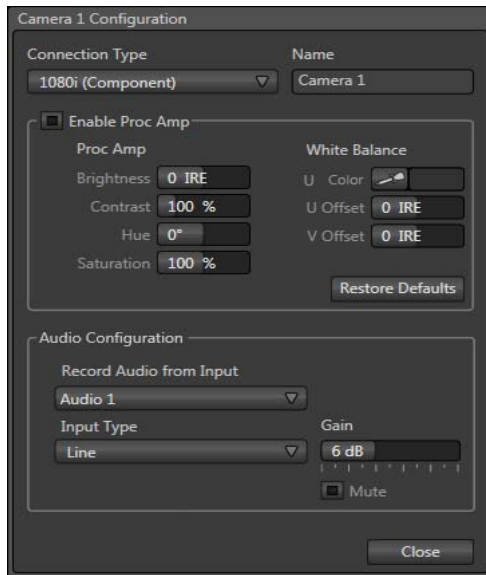 Camera 1 Configuration
Connection Type
Name
1080i (Component)
Camera 1
Enable Proc Amp
Proc Amp
White Balance
Brightness 0 IRE
U Color
Contrast 100 %
U Offset 0 IRE
Hue 0°
V Offset 0 IRE
Saturation 100 %
Restore Defaults
Audio Configuration
Record Audio from Input
Audio 1
Input Type
Gain
Line
6 dB
Mute
Close